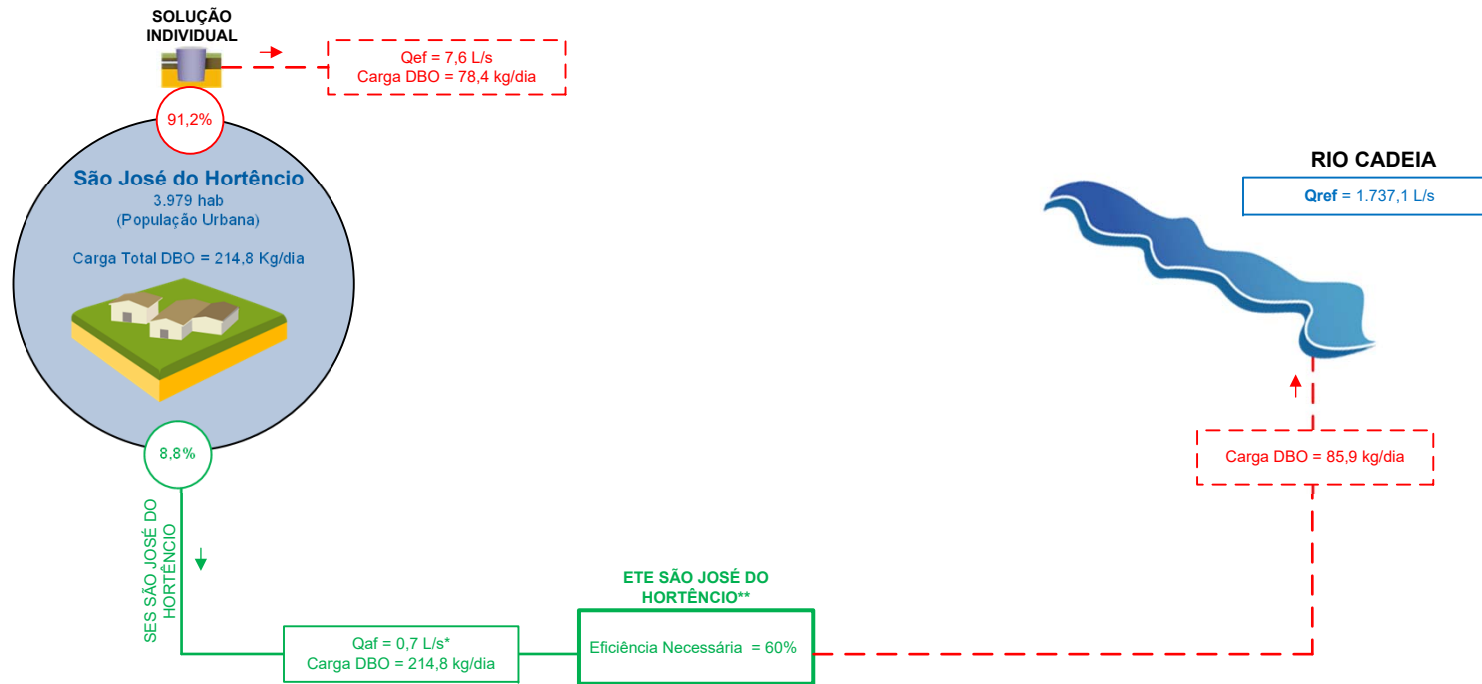 SOLUÇÃO
INDIVIDUAL
Qef = 7,6 L/s
Carga DBO = 78,4 kg/dia
91,2%
São José do Hortêncio
3.979 hab
(População Urbana)
Carga Total DBO = 214,8 Kg/dia
8,8%
SES SÃO JOSÉ DO
HORTÊNCIO
Qaf = 0,7 L/s*
Carga DBO = 214,8 kg/dia
ETE SÃO JOSÉ DO
HORTÊNCIO**
Eficiência Necessária = 60%
Carga DBO = 85,9 kg/dia
RIO CADEIA
Qref = 1.737,1 L/s